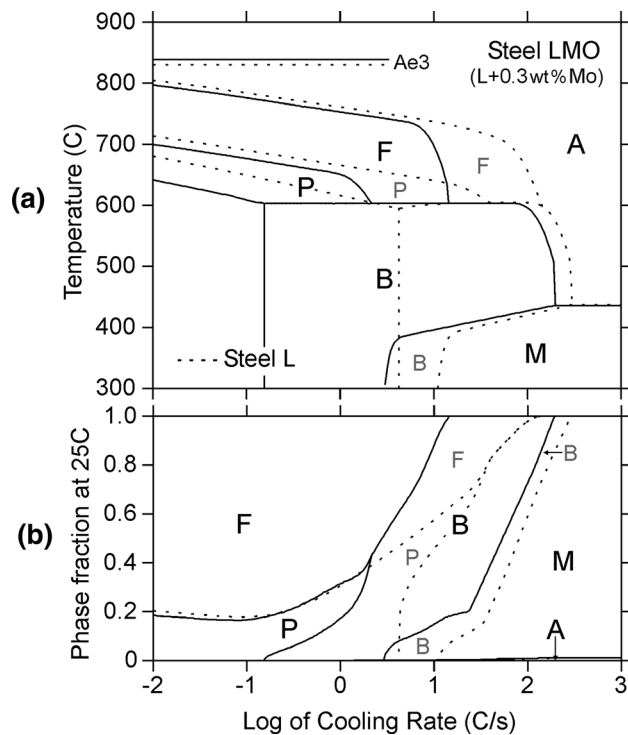 900
800
700
600
500
400
300
Temperature (C)
(a)
Ae3
Steel LMO
(L+0.3wt%Mo)
A
F
F
P
P
B
B
M
Steel L
1.0
0.8
0.6
0.4
0.2
0
Phase fraction at 25C
(b)
F
F
B
B
P
P
M
A
B
-2
-1
0
1
2
3
Log of Cooling Rate (C/s)